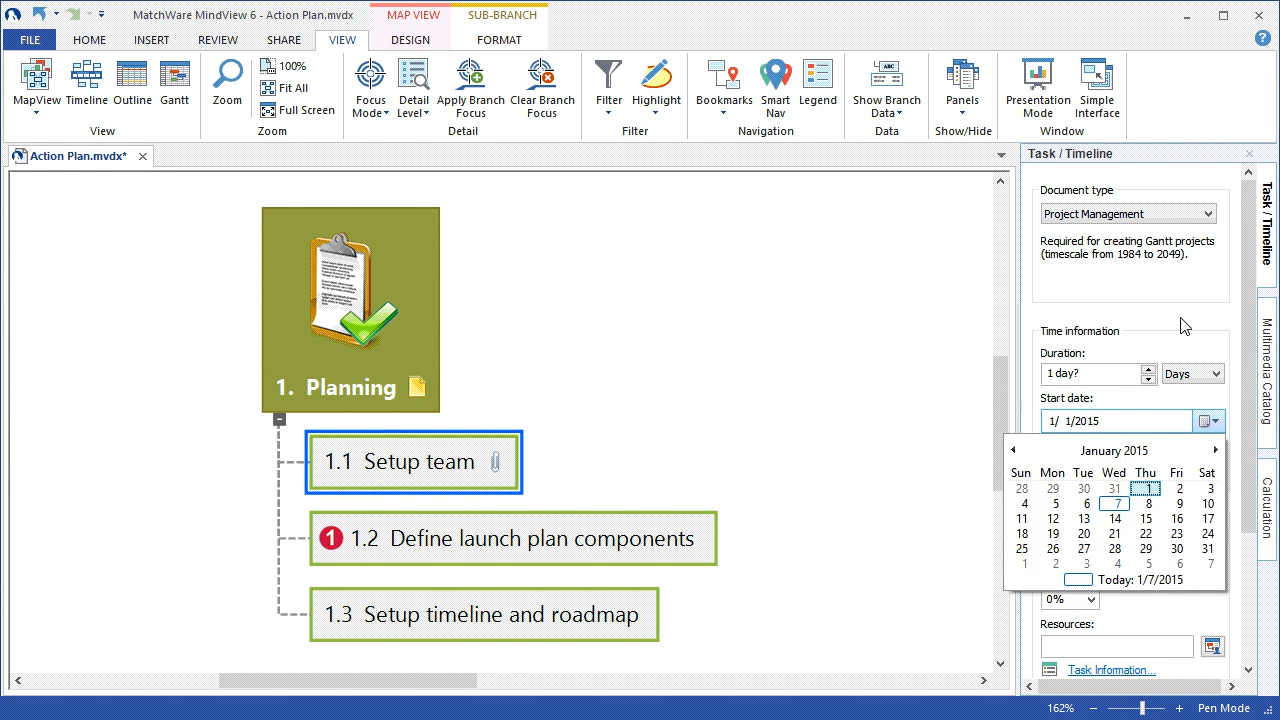 MatchWare MindView 6 - Action Plan.mvdx
MAP VIEW
SUB-BRANCH
FILE
HOME
INSERT
REVIEW
SHARE
VIEW
DESIGN
FORMAT
MapView
Timeline
Outline
Gantt
View
Zoom
100%
Fit All
Full Screen
Zoom
Focus Mode
Detail Level
Apply Branch Focus
Clear Branch Focus
Detail
Filter
Highlight
Filter
Bookmarks
Smart Nav
Legend
Navigation
ABC
Show Branch Data
Data
Panels
Show/Hide
Presentation Mode
Simple Interface
Window
Action Plan.mvdx*
1. Planning
1.1 Setup team
1 1.2 Define launch plan components
1.3 Setup timeline and roadmap
Task / Timeline
Document type
Project Management
Required for creating Gantt projects
(timescale from 1984 to 2049).
Time information
Duration:
1 day?
Days
Start date:
1/ 1/2015
January 2015
Sun Mon Tue Wed Thu Fri Sat
28 29 30 31 1 2 3
4 5 6 7 8 9 10
11 12 13 14 15 16 17
18 19 20 21 22 23 24
25 26 27 28 29 30 31
1 2 3 4 5 6 7
Today: 1/7/2015
0%
Resources:
Task Information...
Task / Timeline
Multimedia Catalog
Calculation
162%
Pen Mode